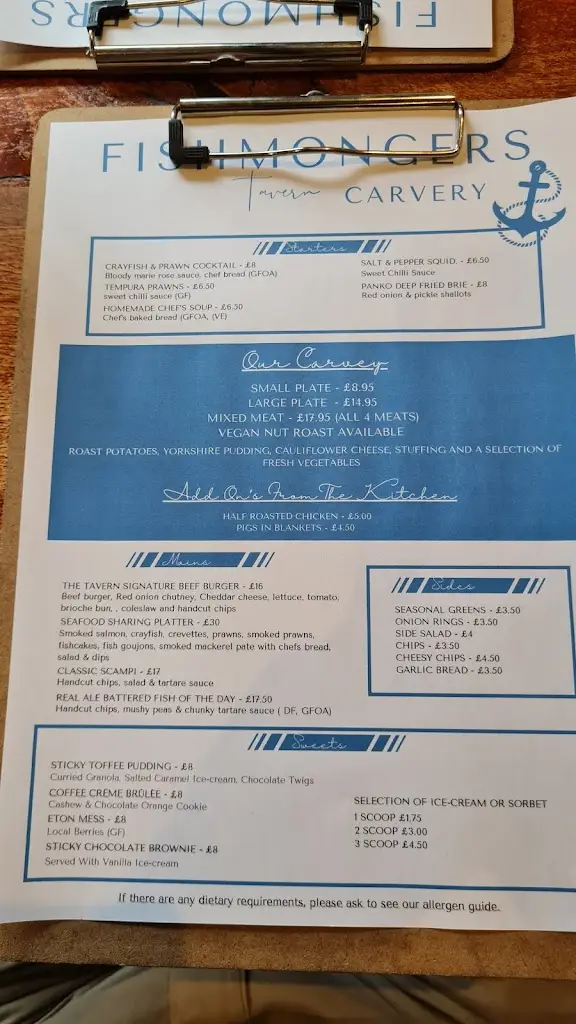 FISHMONGERS
FISHMONGERS
Tavern CARVERY
Starters
CRAYFISH & PRAWN COCKTAIL - £8
Bloody marie rose sauce, chef bread (GFOA)
TEMPURA PRAWNS - £6.50
sweet chilli sauce (GF)
HOMEMADE CHEF'S SOUP - £6.50
Chef's baked bread (GFOA, (VE)
SALT & PEPPER SQUID. - £6.50
Sweet Chilli Sauce
PANKO DEEP FRIED BRIE - £8
Red onion & pickle shallots
Our Carvey
SMALL PLATE - £8.95
LARGE PLATE - £14.95
MIXED MEAT - £17.95 (ALL 4 MEATS)
VEGAN NUT ROAST AVAILABLE
ROAST POTATOES, YORKSHIRE PUDDING, CAULIFLOWER CHEESE, STUFFING AND A SELECTION OF
FRESH VEGETABLES
Add On's From The Kitchen
HALF ROASTED CHICKEN - £5.00
PIGS IN BLANKETS - £4.50
Mains
THE TAVERN SIGNATURE BEEF BURGER - £16
Beef burger, Red onion chutney, Cheddar cheese, lettuce, tomato,
brioche bun, , coleslaw and handcut chips
SEAFOOD SHARING PLATTER - £30
Smoked salmon, crayfish, crevettes, prawns, smoked prawns,
fishcakes, fish goujons, smoked mackerel pate with chefs bread,
salad & dips
CLASSIC SCAMPI - £17
Handcut chips, salad & tartare sauce
REAL ALE BATTERED FISH OF THE DAY - £17.50
Handcut chips, mushy peas & chunky tartare sauce ( DF, GFOA)
Sides
SEASONAL GREENS - £3.50
ONION RINGS - £3.50
SIDE SALAD - £4
CHIPS - £3.50
CHEESY CHIPS - £4.50
GARLIC BREAD - £3.50
Sweets
STICKY TOFFEE PUDDING - £8
Curried Granola, Salted Caramel Ice-cream, Chocolate Twigs
COFFEE CRÈME BRÛLÉE - £8
Cashew & Chocolate Orange Cookie
ETON MESS - £8
Local Berries (GF)
STICKY CHOCOLATE BROWNIE - £8
Served With Vanilla Ice-cream
SELECTION OF ICE-CREAM OR SORBET
1 SCOOP £1.75
2 SCOOP £3.00
3 SCOOP £4.50
If there are any dietary requirements, please ask to see our allergen guide.